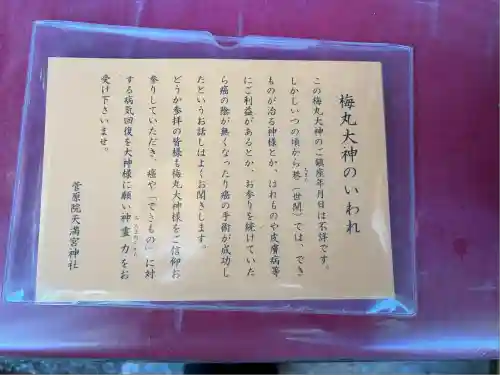 梅丸大神のいわれ
この梅丸大神のご鎮座年月日は不詳です。
しかしいつの頃から巷(世間)では、でき
ものが治る神様とか、はれものや皮膚病等
にご利益があるとか、お参りを続けていた
ら癌の陰が無くなったり癌の手術が成功し
たというお話しはよくお聞きします。
どうか参拝の皆様も梅丸大神様をご信仰お
参りしていただき、癌や「できもの」に対
する病気回復を大神様に願い神霊力をお
受け下さいませ。
菅原院天満宮神社